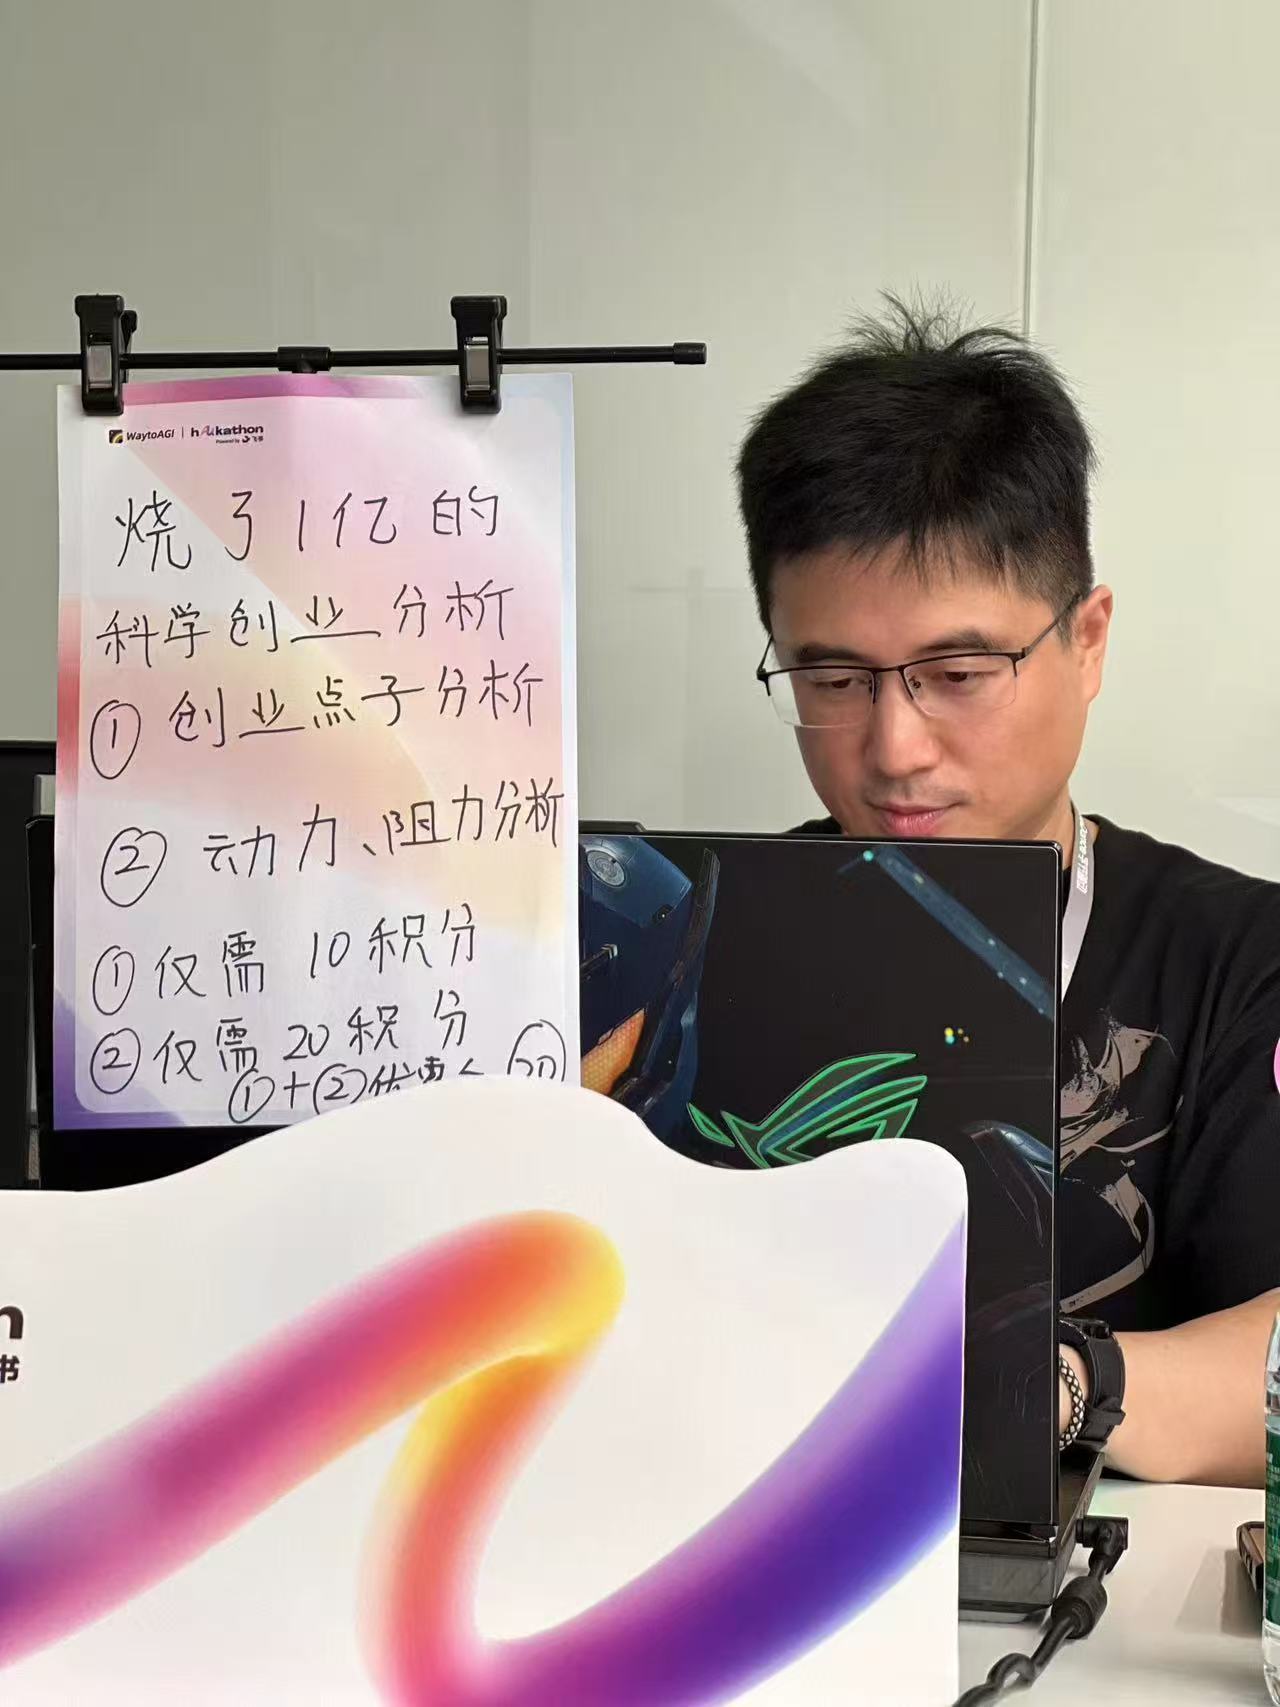 WaytoAGI | hAIkathon
Powered by 飞书
烧了1亿的
科学创业分析
① 创业点子分析
② 动力、阻力分析
① 仅需 10积分
② 仅需 20积分
①+②优惠
n
书